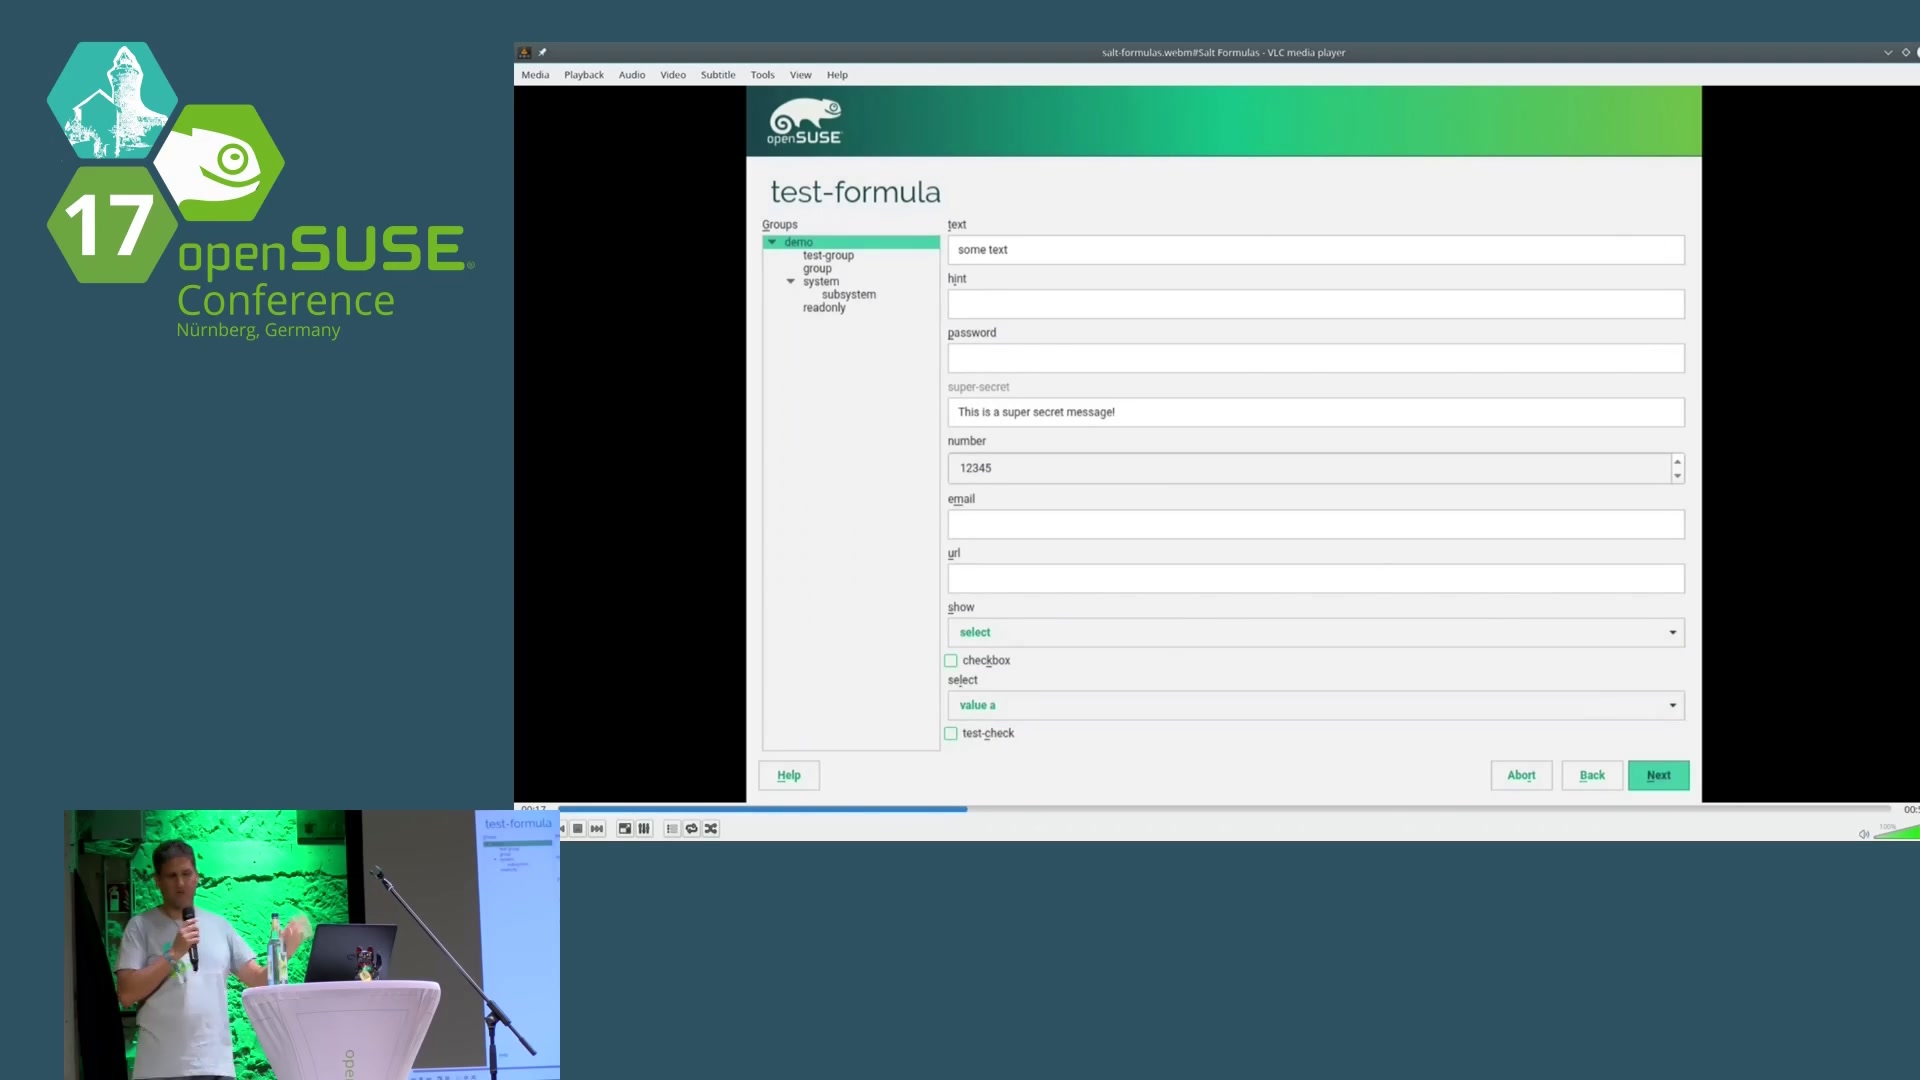 17
openSUSE
Conference
Nürnberg, Germany
salt-formulas.webm#Salt Formulas - VLC media player
Media Playback Audio Video Subtitle Tools View Help
openSUSE
test-formula
Groups
demo
test-group
group
system
subsystem
readonly
text
some text
hint
password
super-secret
This is a super secret message!
number
12345
email
url
show
select
checkbox
select
value a
test-check
Help
Abort
Back
Next
00:17
100%
test-formula